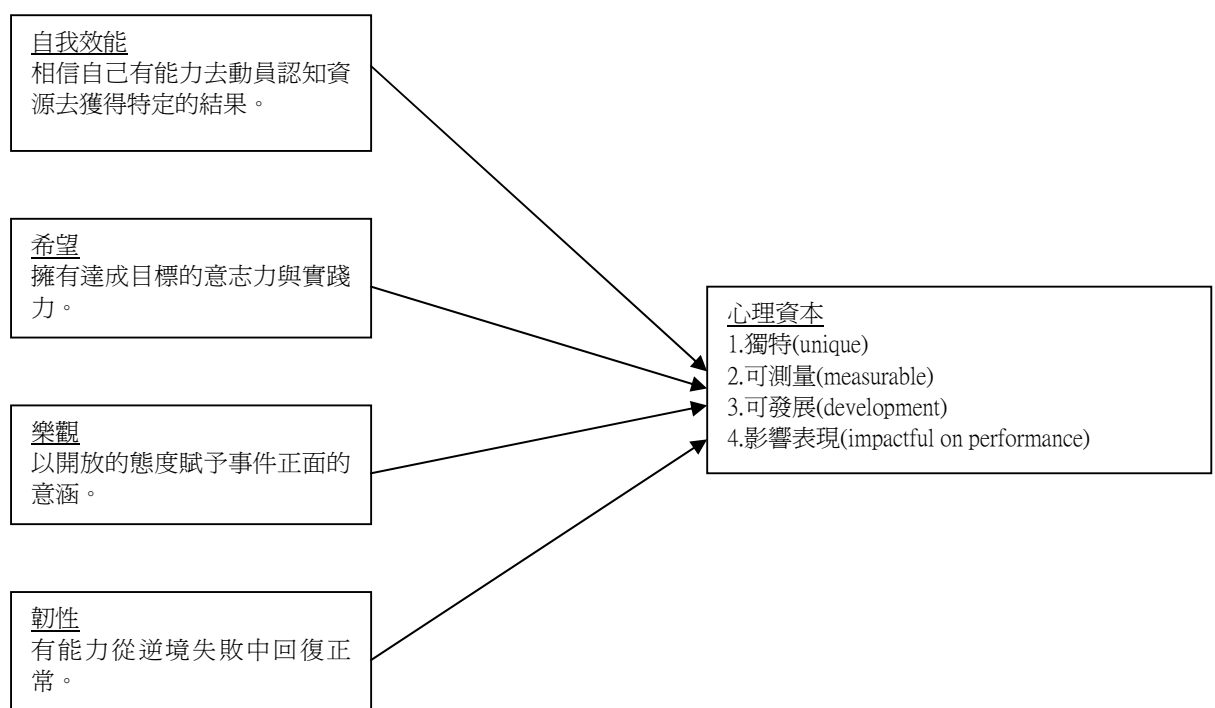 自我效能
相信自己有能力去動員認知資
源去獲得特定的結果。
希望
擁有達成目標的意志力與實踐
力。
樂觀
以開放的態度賦予事件正面的
意涵。
韌性
有能力從逆境失敗中回復正
常。
心理資本
1.獨特(unique)
2.可測量(measurable)
3.可發展(development)
4.影響表現(impactful on performance)